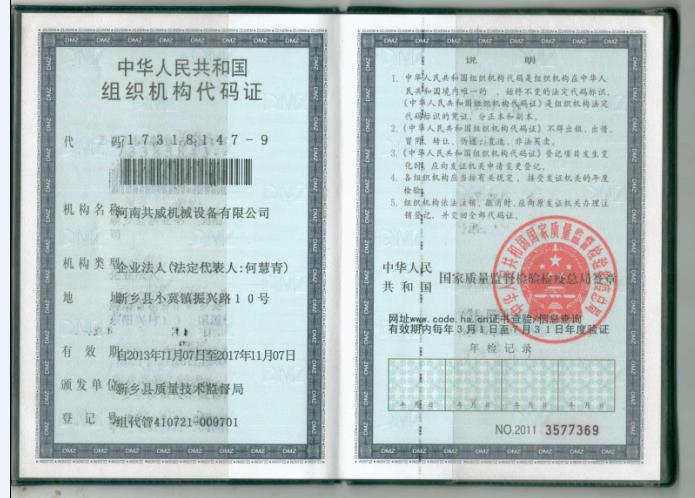 中华人民共和国
组织机构代码证
代 码 717318147-9
机构名称 河南共威机械设备有限公司
机构类型 企业法人(法定代表人:何慧青)
地 址 新乡县小冀镇振兴路10号
有 效 期 自2013年11月07日至2017年11月07日
颁发单位 新乡县质量技术监督局
登 记 号 组代管410721-009701
说 明
1. 中华人民共和国组织机构代码是组织机构在中华人
民共和国境内唯一的、始终不变的法定代码标识,
《中华人民共和国组织机构代码证》是组织机构法定
代码标识的凭证,分正本和副本。
2. 《中华人民共和国组织机构代码证》不得出租、出借、
冒用、转让、伪造、变造、非法买卖。
3. 《中华人民共和国组织机构代码证》登记项目发生变
化时,应向发证机关申请变更登记。
4. 各组织机构应当按有关规定,接受发证机关的年度
检验。
5. 组织机构依法注销、撤消时,应向原发证机关办理注
销登记,并交回全部代码证。
中华人民
共 和 国 国家质量监督检验检疫总局签章
网址www.code.ha.cn证书查验/信息查询
有效期内每年3月1日至7月31日年度验证
年检记录
年 月 日 年 月 日 年 月 日 年 月 日
NO.2011 3577369